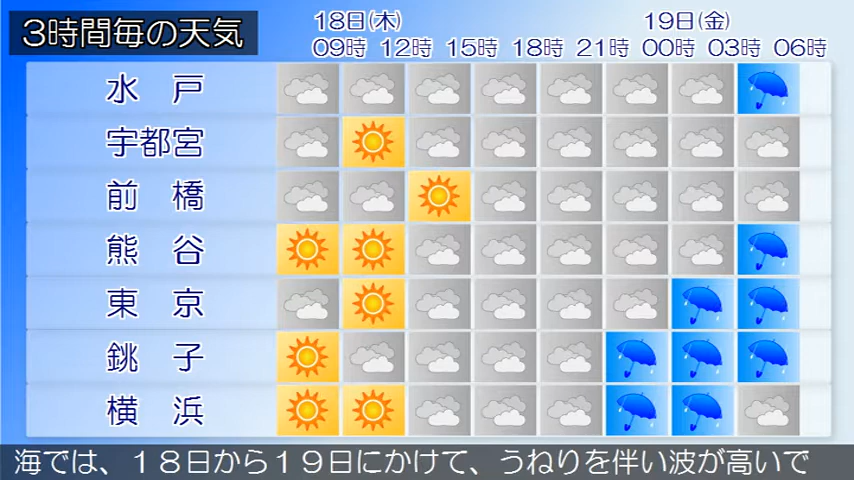 3時間毎の天気
18日(木) 19日(金)
09時 12時 15時 18時 21時 00時 03時 06時
水 戸
宇都宮
前 橋
熊 谷
東 京
銚 子
横 浜
海では、１８日から１９日にかけて、うねりを伴い波が高いで